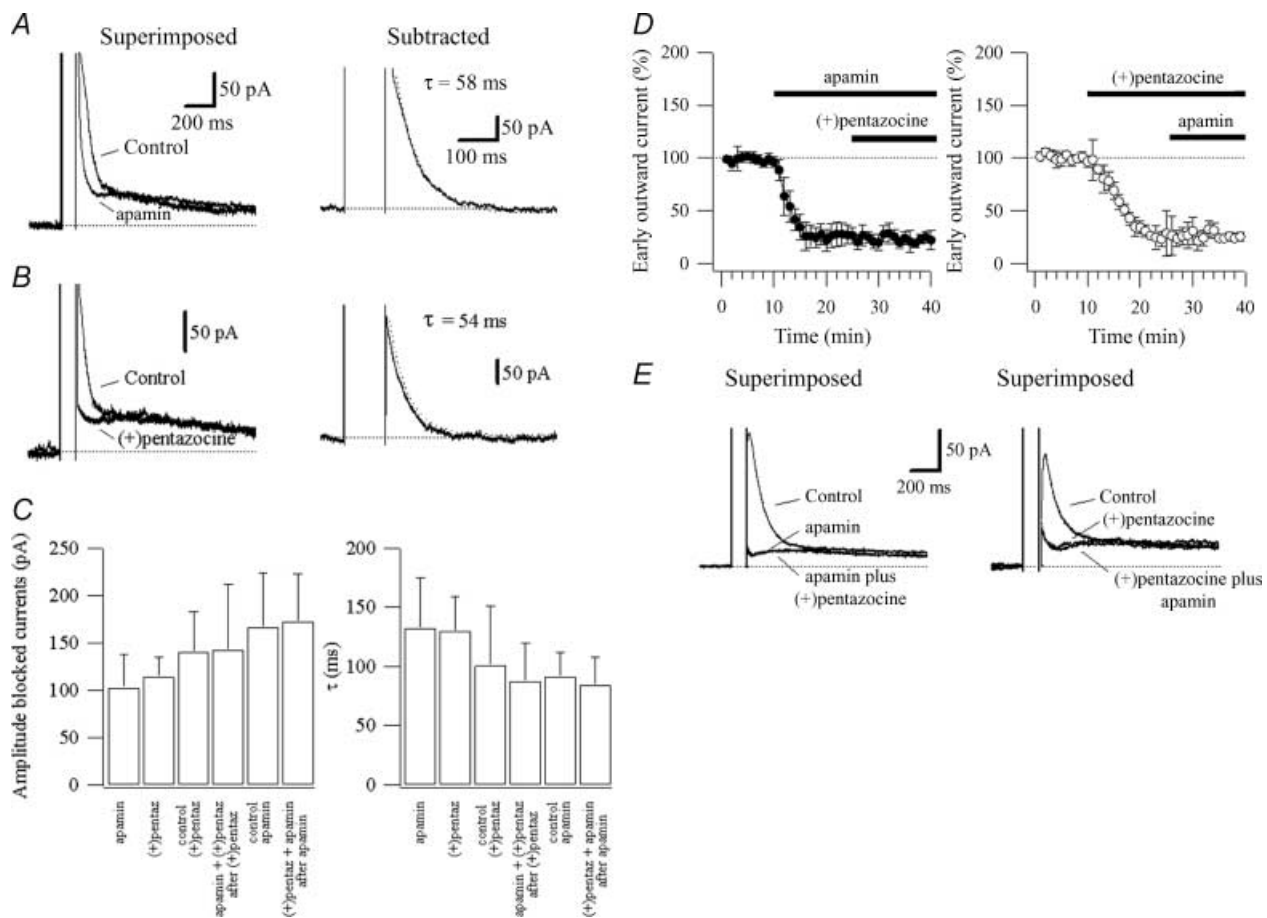 A
Superimposed
Subtracted
50 pA
200 ms
Control
apamin
τ = 58 ms
50 pA
100 ms
B
50 pA
Control
(+)pentazocine
τ = 54 ms
50 pA
C
Amplitude blocked currents (pA)
250
200
150
100
50
0
apamin
(+)pentaz
control
(+)pentaz
apamin + (+)pentaz
after (+)pentaz
control
apamin
(+)pentaz + apamin
after apamin
τ (ms)
200
150
100
50
0
apamin
(+)pentaz
control
(+)pentaz
apamin + (+)pentaz
after (+)pentaz
control
apamin
(+)pentaz + apamin
after apamin
D
Early outward current (%)
200
150
100
50
0
apamin
(+)pentazocine
0 10 20 30 40
Time (min)
Early outward current (%)
200
150
100
50
0
(+)pentazocine
apamin
0 10 20 30 40
Time (min)
E
Superimposed
Superimposed
Control
apamin
apamin plus
(+)pentazocine
50 pA
200 ms
Control
(+)pentazocine
(+)pentazocine plus
apamin